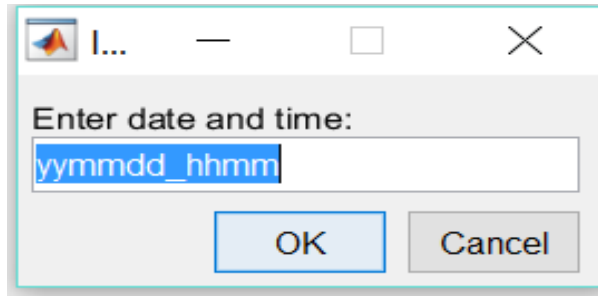 I...
Enter date and time:
yymmdd_hhmm
OK
Cancel